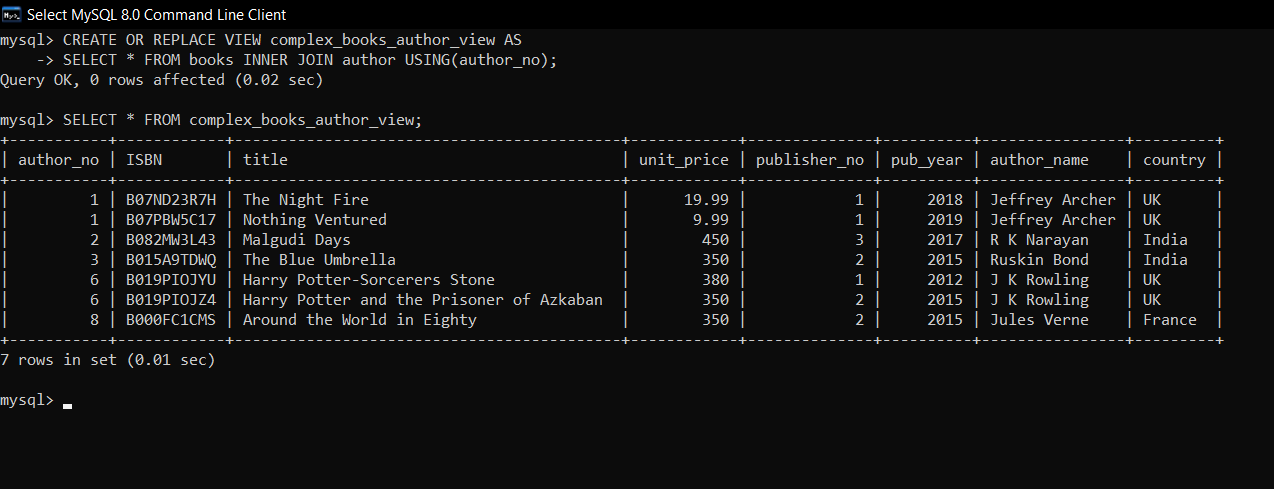 Select MySQL 8.0 Command Line Client
mysql> CREATE OR REPLACE VIEW complex_books_author_view AS
    -> SELECT * FROM books INNER JOIN author USING(author_no);
Query OK, 0 rows affected (0.02 sec)
mysql> SELECT * FROM complex_books_author_view;
+-----------+------------+-------------------------------------------+------------+--------------+----------+----------------+---------+
| author_no | ISBN       | title                                     | unit_price | publisher_no | pub_year | author_name    | country |
+-----------+------------+-------------------------------------------+------------+--------------+----------+----------------+---------+
|         1 | B07ND23R7H | The Night Fire                            |      19.99 |            1 |     2018 | Jeffrey Archer | UK      |
|         1 | B07PBW5C17 | Nothing Ventured                          |       9.99 |            1 |     2019 | Jeffrey Archer | UK      |
|         2 | B082MW3L43 | Malgudi Days                              |        450 |            3 |     2017 | R K Narayan    | India   |
|         3 | B015A9TDWQ | The Blue Umbrella                         |        350 |            2 |     2015 | Ruskin Bond    | India   |
|         6 | B019PIOJYU | Harry Potter-Sorcerers Stone              |        380 |            1 |     2012 | J K Rowling    | UK      |
|         6 | B019PIOJZ4 | Harry Potter and the Prisoner of Azkaban  |        350 |            2 |     2015 | J K Rowling    | UK      |
|         8 | B000FC1CMS | Around the World in Eighty                |        350 |            2 |     2015 | Jules Verne    | France  |
+-----------+------------+-------------------------------------------+------------+--------------+----------+----------------+---------+
7 rows in set (0.01 sec)
mysql>